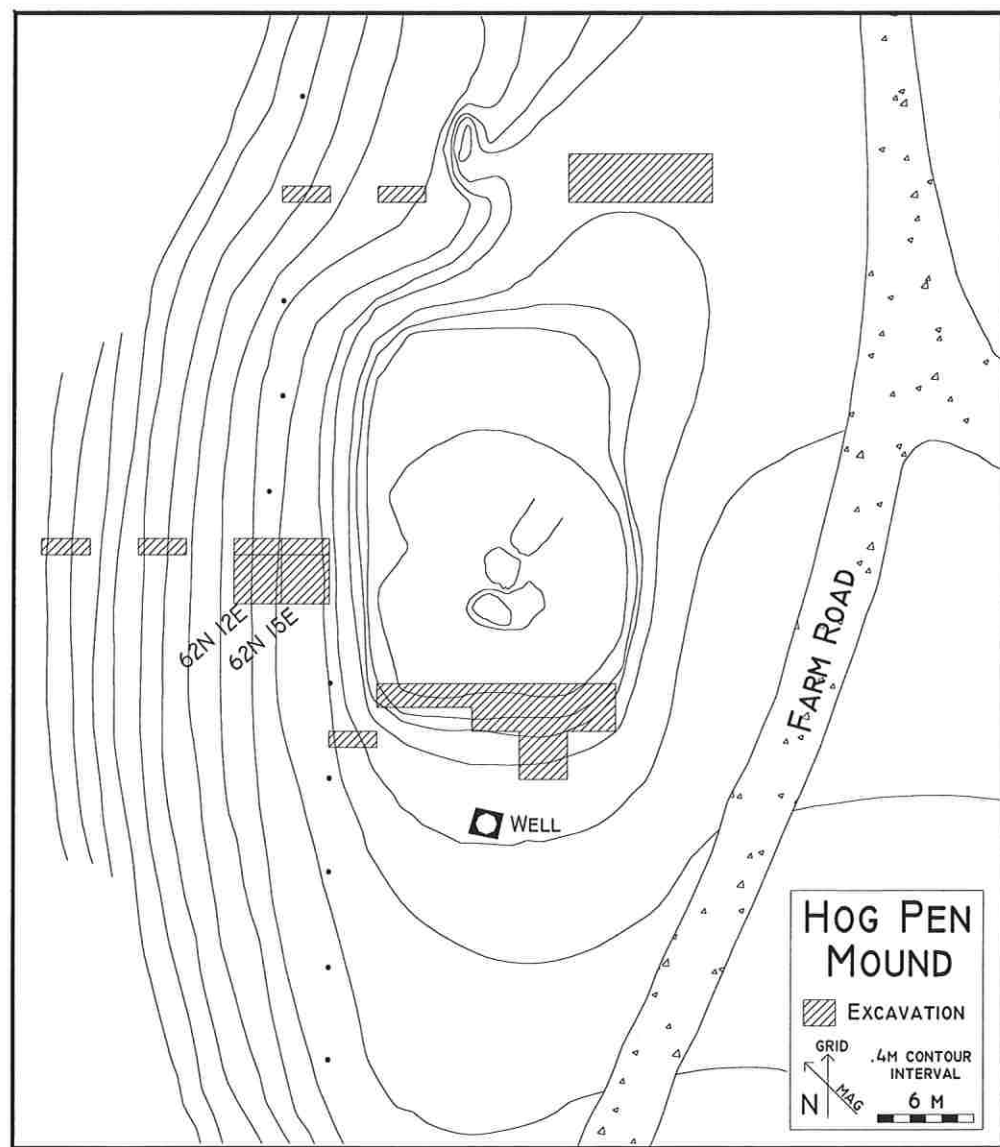 62N 12E
62N 15E
FARM ROAD
WELL
HOG PEN
MOUND
EXCAVATION
GRID
.4M CONTOUR
INTERVAL
MAG
N
6 M